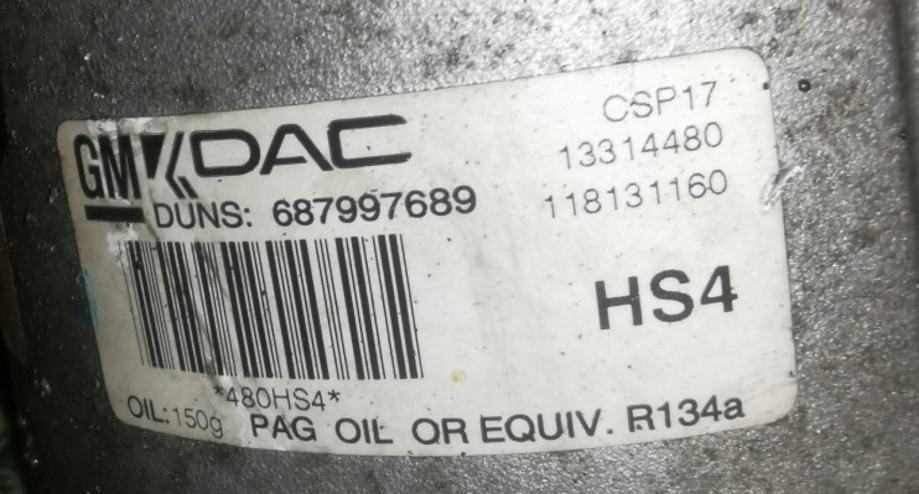 GM DAC
DUNS: 687997689
CSP17
13314480
118131160
HS4
*480HS4*
OIL: 150g PAG OIL OR EQUIV. R134a